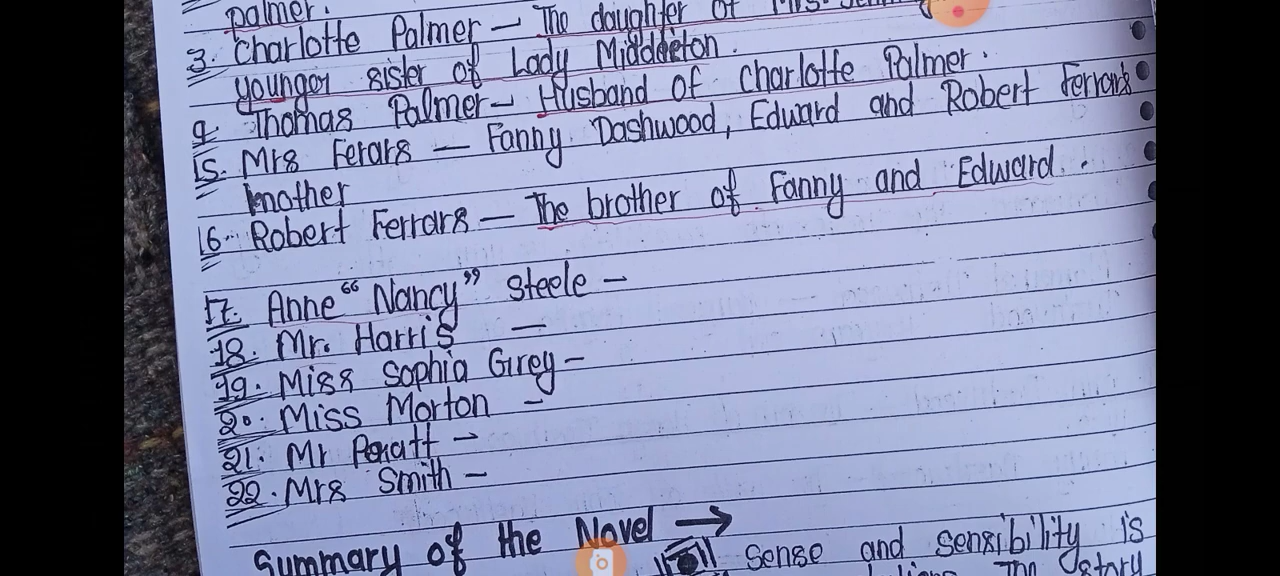 palmer.
3. Charlotte Palmer – The daughter of Mrs.
younger sister of Lady Middleton.
Thomas Palmer – Husband of Charlotte Palmer.
15. Mrs Ferars – Fanny Dashwood, Edward and Robert Ferrars
mother
16. Robert Ferrars – The brother of Fanny and Edward.
17. Anne “Nancy” Steele –
18. Mr. Harris –
19. Miss Sophia Grey –
20. Miss Morton –
21. Mr –
22. Mrs Smith –
Summary of the Novel →
Sense and sensibility is
The story